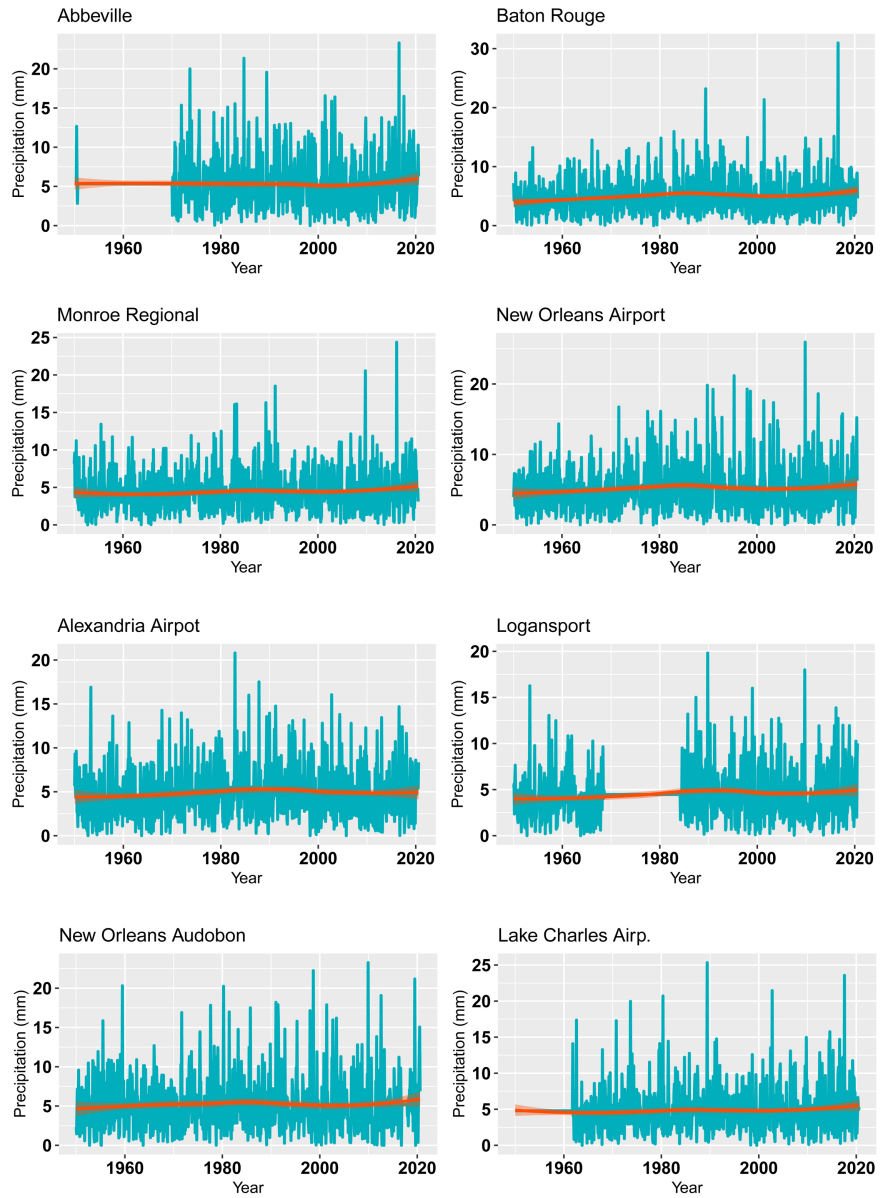 Abbeville
Precipitation (mm)
20
15
10
5
0
1960 1980 2000 2020
Year
Baton Rouge
Precipitation (mm)
30
20
10
0
1960 1980 2000 2020
Year
Monroe Regional
Precipitation (mm)
25
20
15
10
5
0
1960 1980 2000 2020
Year
New Orleans Airport
Precipitation (mm)
20
10
0
1960 1980 2000 2020
Year
Alexandria Airpot
Precipitation (mm)
20
15
10
5
0
1960 1980 2000 2020
Year
Logansport
Precipitation (mm)
20
15
10
5
0
1960 1980 2000 2020
Year
New Orleans Audobon
Precipitation (mm)
20
15
10
5
0
1960 1980 2000 2020
Year
Lake Charles Airp.
Precipitation (mm)
25
20
15
10
5
0
1960 1980 2000 2020
Year